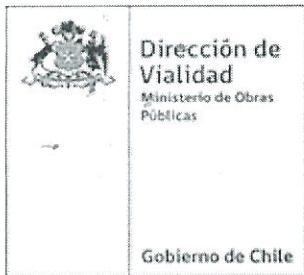 Dirección de
Vialidad
Ministerio de Obras
Públicas
Gobierno de Chile